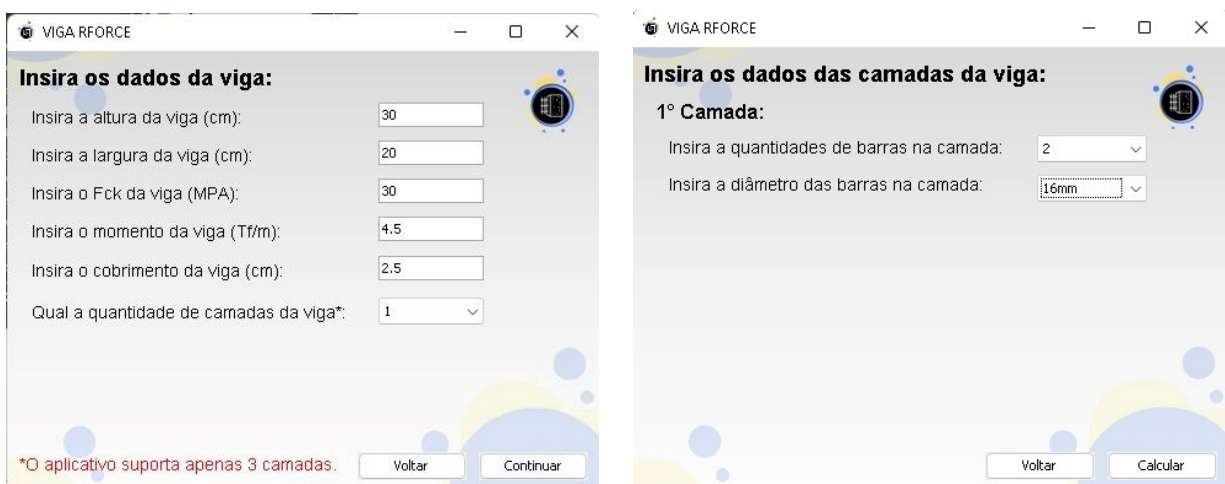 VIGA RFORCE
Insira os dados da viga:
Insira a altura da viga (cm): 30
Insira a largura da viga (cm): 20
Insira o Fck da viga (MPA): 30
Insira o momento da viga (Tf/m): 4.5
Insira o cobrimento da viga (cm): 2.5
Qual a quantidade de camadas da viga*: 1
*O aplicativo suporta apenas 3 camadas. Voltar Continuar
VIGA RFORCE
Insira os dados das camadas da viga:
1° Camada:
Insira a quantidades de barras na camada: 2
Insira a diâmetro das barras na camada: 16mm
Voltar Calcular